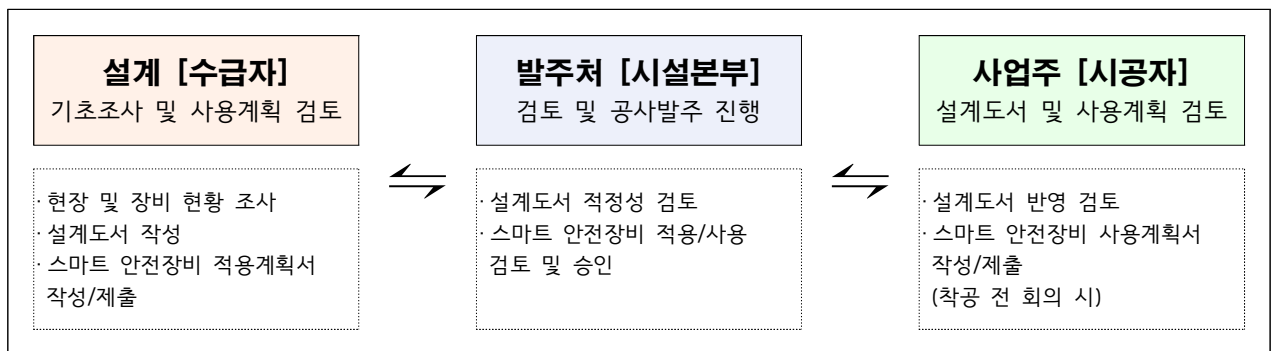 설계 [수급자]
기초조사 및 사용계획 검토
· 현장 및 장비 현황 조사
· 설계도서 작성
· 스마트 안전장비 적용계획서
작성/제출
발주처 [시설본부]
검토 및 공사발주 진행
· 설계도서 적정성 검토
· 스마트 안전장비 적용/사용
검토 및 승인
사업주 [시공자]
설계도서 및 사용계획 검토
· 설계도서 반영 검토
· 스마트 안전장비 사용계획서
작성/제출
(착공 전 회의 시)